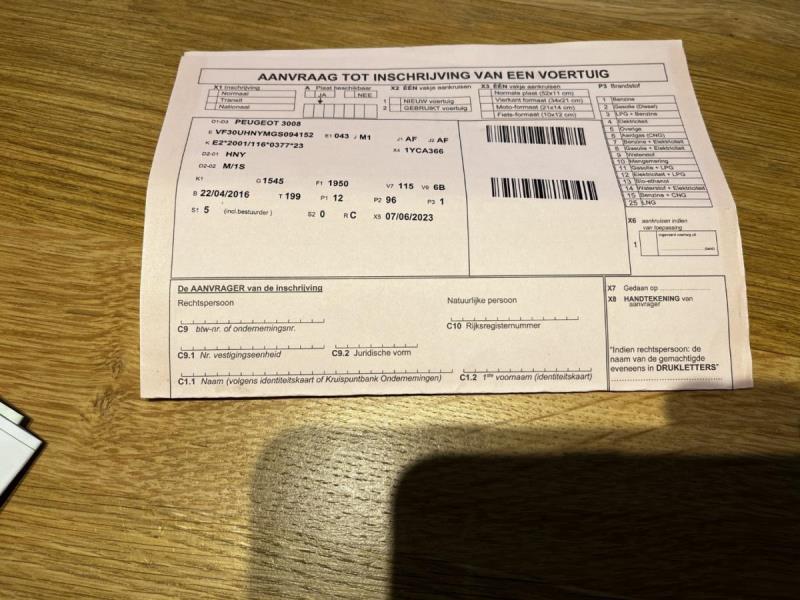 AANVRAAG TOT INSCHRIJVING VAN EEN VOERTUIG
X1 Inschrijving
Normaal
Transit
Nationaal
A Plaat beschikbaar
JA NEE
X2 ÉÉN vakje aankruisen
1 NIEUW voertuig
2 GEBRUIKT voertuig
X3 ÉÉN vakje aankruisen
Normale plaat (52x11 cm)
Vierkant formaat (34x21 cm)
Moto-formaat (21x14 cm)
Fiets-formaat (10x12 cm)
P3 Brandstof
1 Benzine
2 Gasolie (Diesel)
3 LPG + Benzine
4 Elektriciteit
5 Overige
6 Aardgas (CNG)
7 Benzine + Elektriciteit
8 Gasolie + Elektriciteit
9 Waterstof
10 Mengsmering
11 Gasolie + LPG
12 Elektriciteit + LPG
13 Bio-ethanol
14 Waterstof + Elektriciteit
15 Benzine + CNG
25 LNG
D1-03 PEUGEOT 3008
E VF30UHNYMGS094152 E1 043 J M1 J1 AF J2 AF
K E2*2001/116*0377*23 X4 1YCA366
D2-01 HNY
D2-02 M/1S
K1 G 1545 F1 1950 V7 115 V9 6B
B 22/04/2016 T 199 P1 12 P2 96 P3 1
S1 5 (incl.bestuurder) S2 0 R C X5 07/06/2023
X6 aankruisen indien
van toepassing
1
(land)
De AANVRAGER van de inschrijving
Rechtspersoon
Natuurlijke persoon
C9 btw-nr. of ondernemingsnr.
C10 Rijksregisternummer
C9.1 Nr. vestigingseenheid
C9.2 Juridische vorm
C1.1 Naam (volgens identiteitskaart of Kruispuntbank Ondernemingen)
C1.2 1ste voornaam (identiteitskaart)
X7 Gedaan op
X8 HANDTEKENING van
aanvrager
"Indien rechtspersoon: de
naam van de gemachtigde
eveneens in DRUKLETTERS"